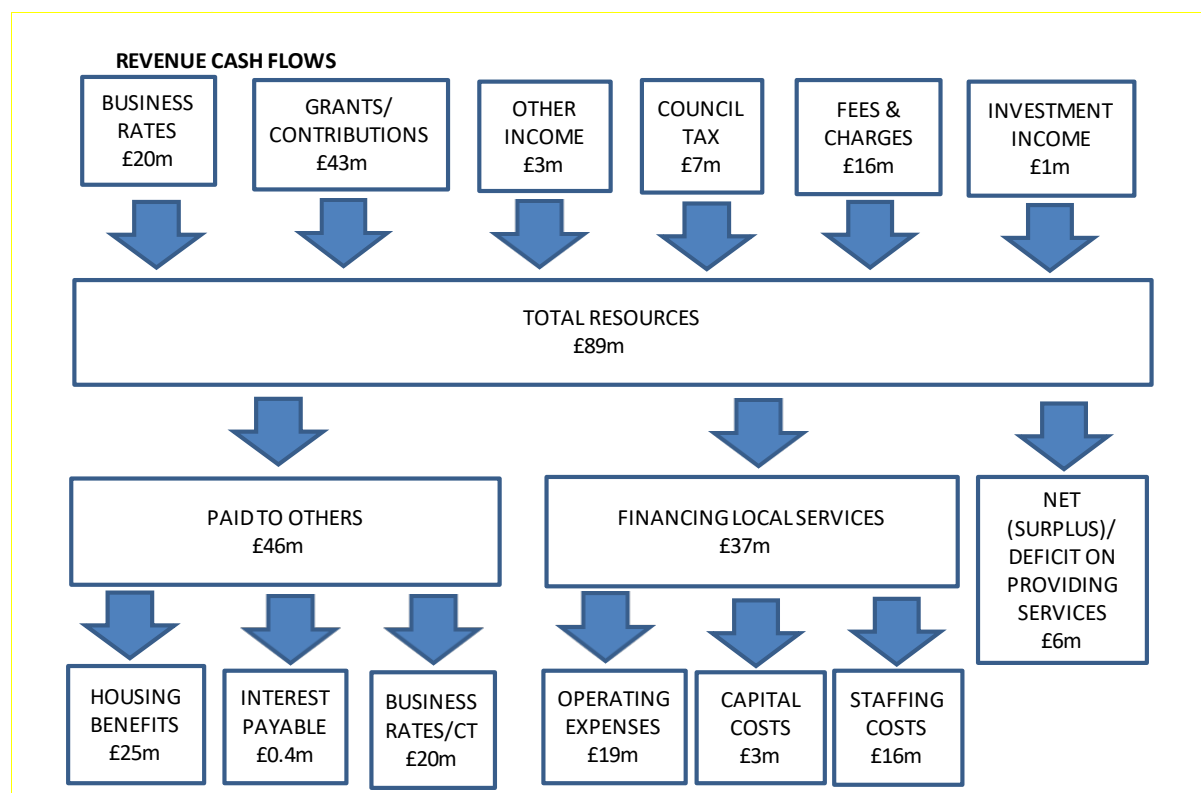 REVENUE CASH FLOWS
BUSINESS
RATES
£20m
GRANTS/
CONTRIBUTIONS
£43m
OTHER
INCOME
£3m
COUNCIL
TAX
£7m
FEES &
CHARGES
£16m
INVESTMENT
INCOME
£1m
TOTAL RESOURCES
£89m
PAID TO OTHERS
£46m
FINANCING LOCAL SERVICES
£37m
NET
(SURPLUS)/
DEFICIT ON
PROVIDING
SERVICES
£6m
HOUSING
BENEFITS
£25m
INTEREST
PAYABLE
£0.4m
BUSINESS
RATES/CT
£20m
OPERATING
EXPENSES
£19m
CAPITAL
COSTS
£3m
STAFFING
COSTS
£16m